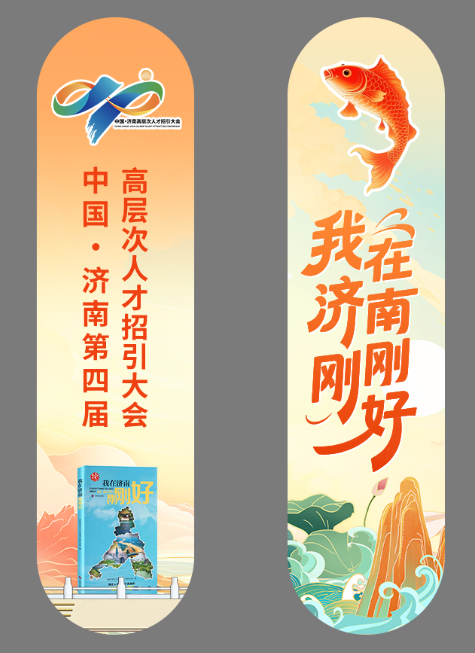 中国·济南高层次人才招引大会
中国·济南第四届
高层次人才招引大会
我在济南
刚刚好
我在
济南
刚刚
好